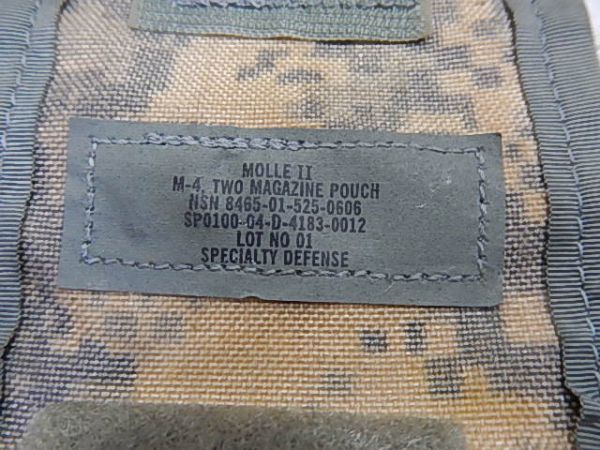 MOLLE II
M-4, TWO MAGAZINE POUCH
NSN 8465-01-525-0606
SP0100-04-D-4183-0012
LOT NO 01
SPECIALTY DEFENSE